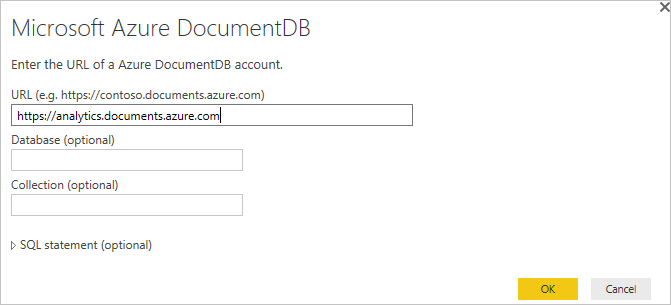 Microsoft Azure DocumentDB
Enter the URL of a Azure DocumentDB account.
URL (e.g. https://contoso.documents.azure.com)
https://analytics.documents.azure.com
Database (optional)
Collection (optional)
SQL statement (optional)
OK Cancel